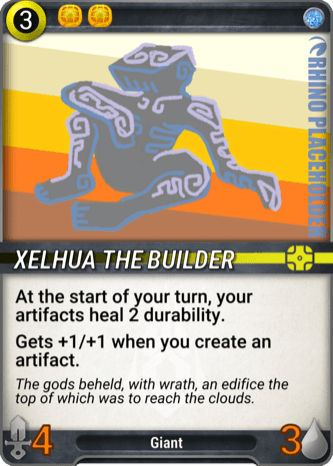 3
RHINO PLACEHOLDER
XELHUA THE BUILDER
At the start of your turn, your
artifacts heal 2 durability.
Gets +1/+1 when you create an
artifact.
The gods beheld, with wrath, an edifice the
top of which was to reach the clouds.
4
Giant
3